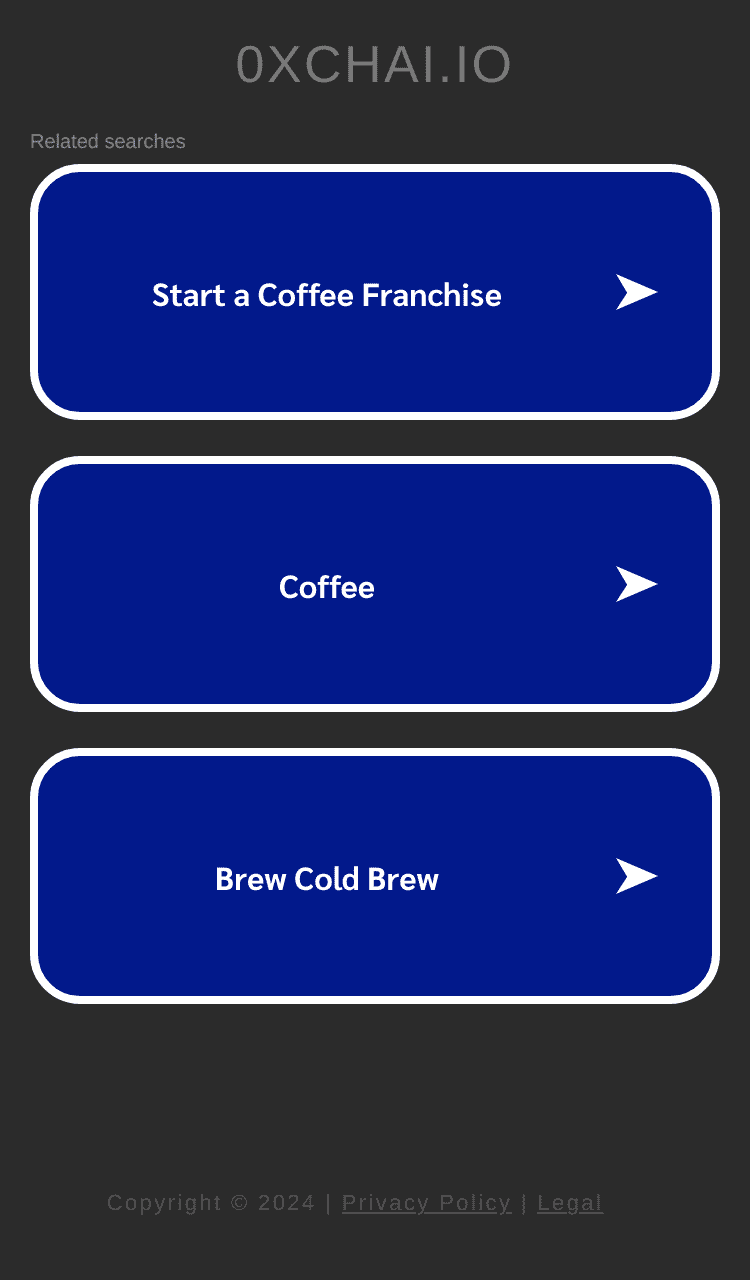 0XCHAI.IO
Related searches
Start a Coffee Franchise
Coffee
Brew Cold Brew
Copyright © 2024 | Privacy Policy | Legal